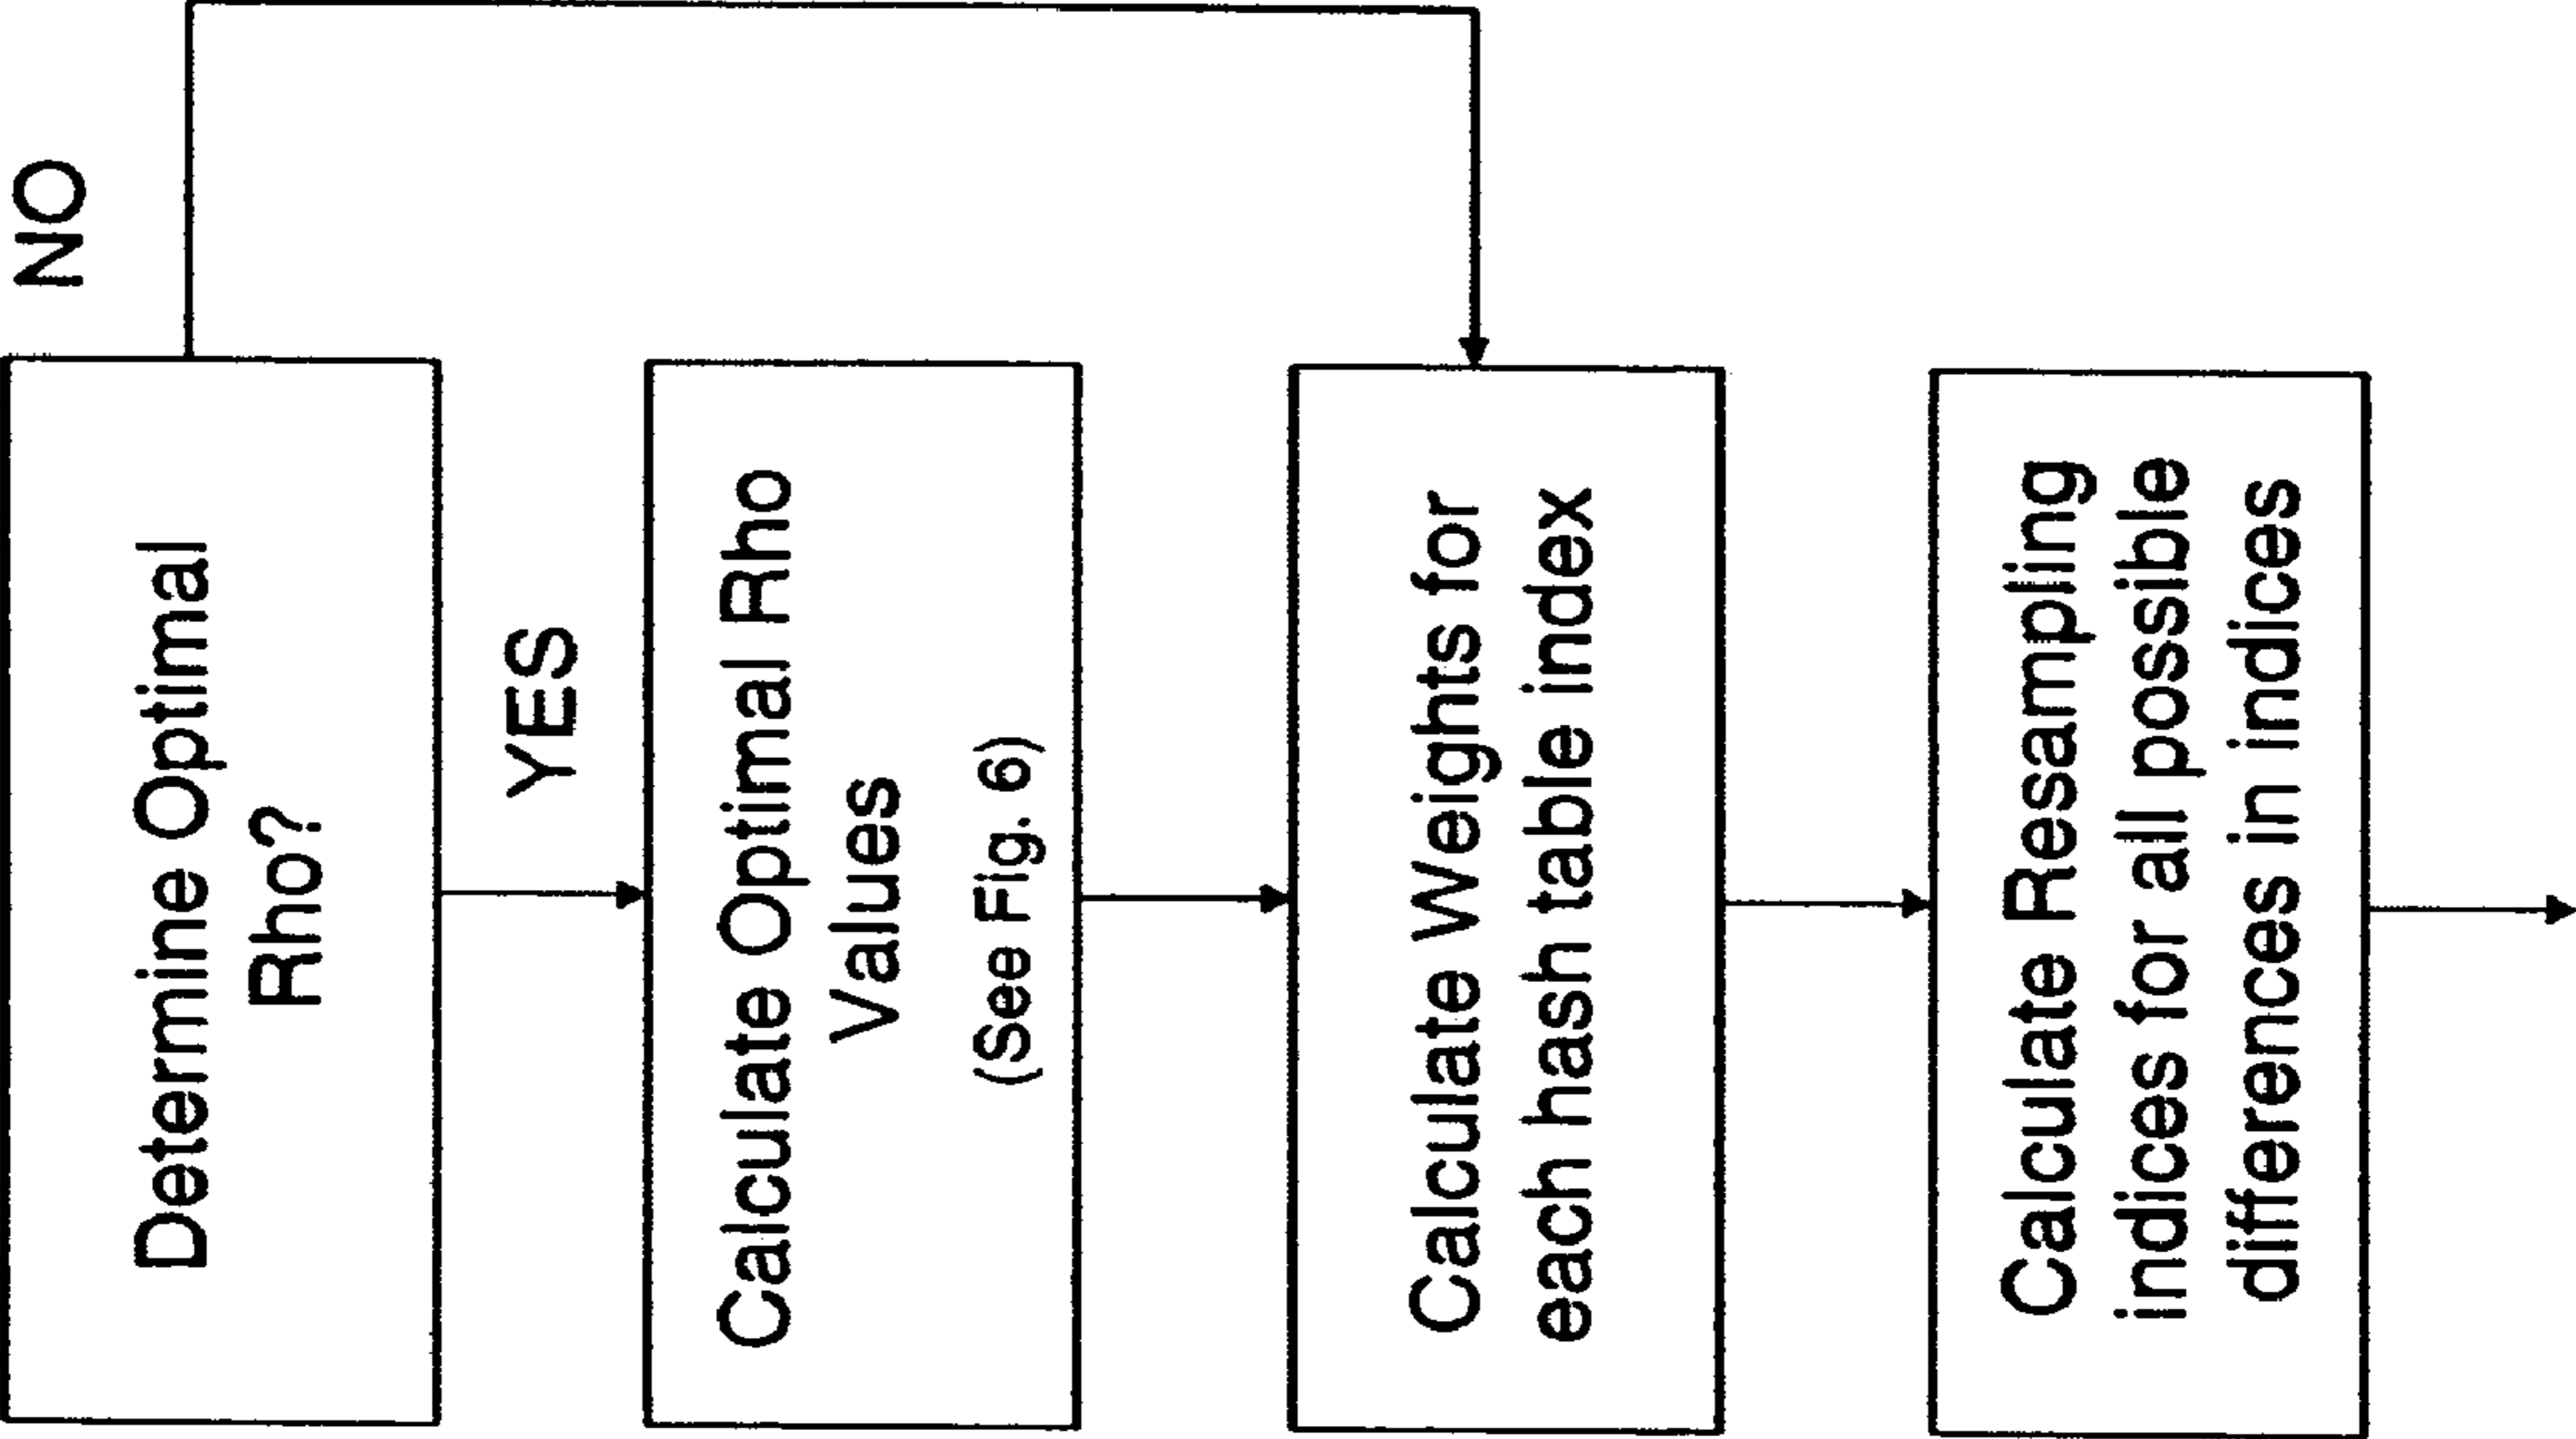 Determine Optimal
Rho?
NO
YES
Calculate Optimal Rho
Values
(See Fig. 6)
Calculate Weights for
each hash table index
Calculate Resampling
indices for all possible
differences in indices